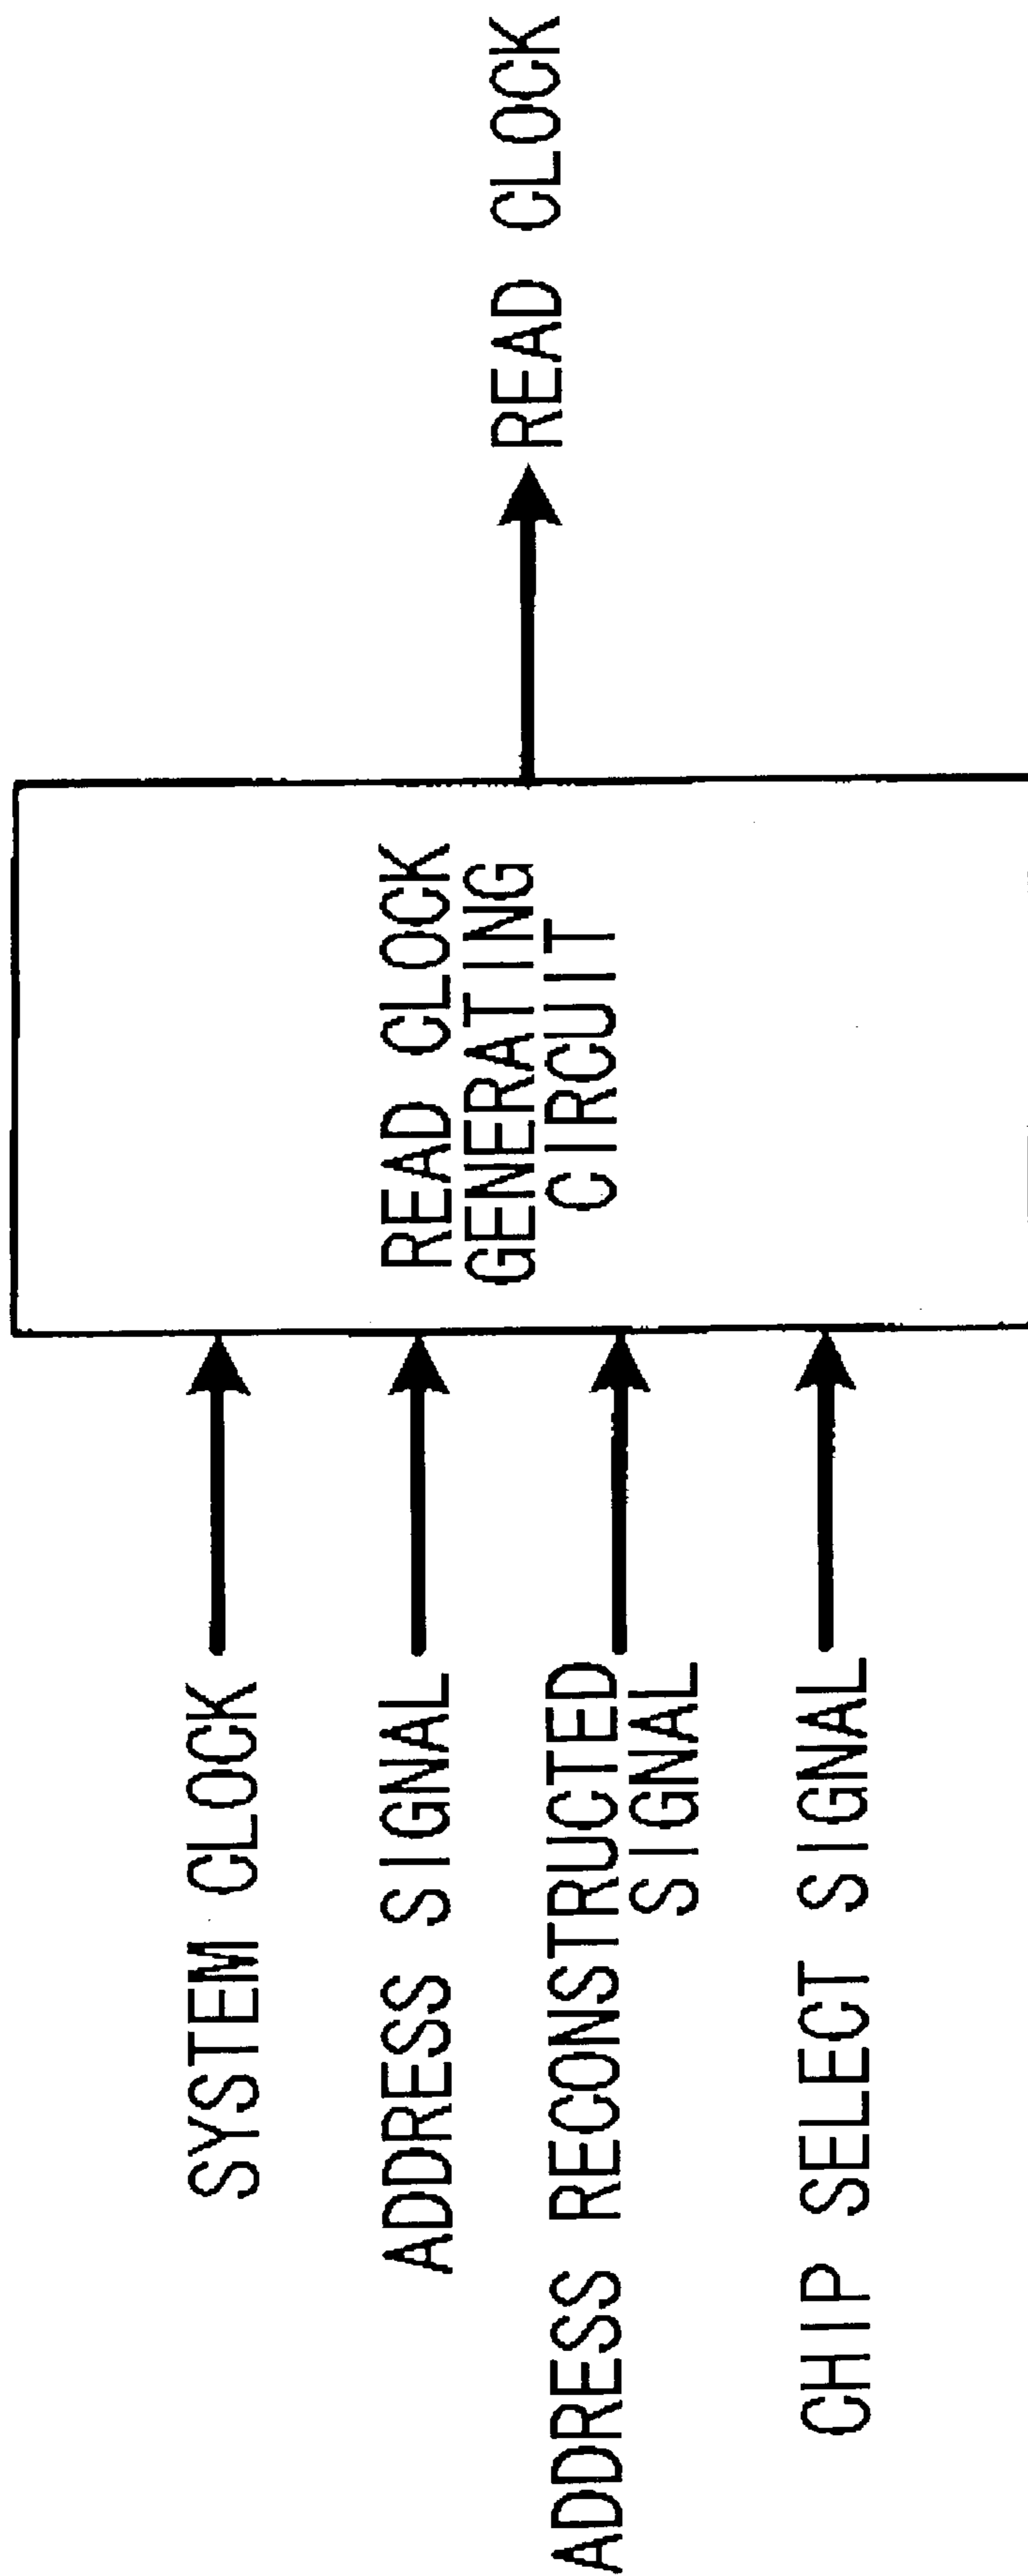 SYSTEM CLOCK
ADDRESS SIGNAL
ADDRESS RECONSTRUCTED
SIGNAL
CHIP SELECT SIGNAL
READ CLOCK
GENERATING
CIRCUIT
READ CLOCK